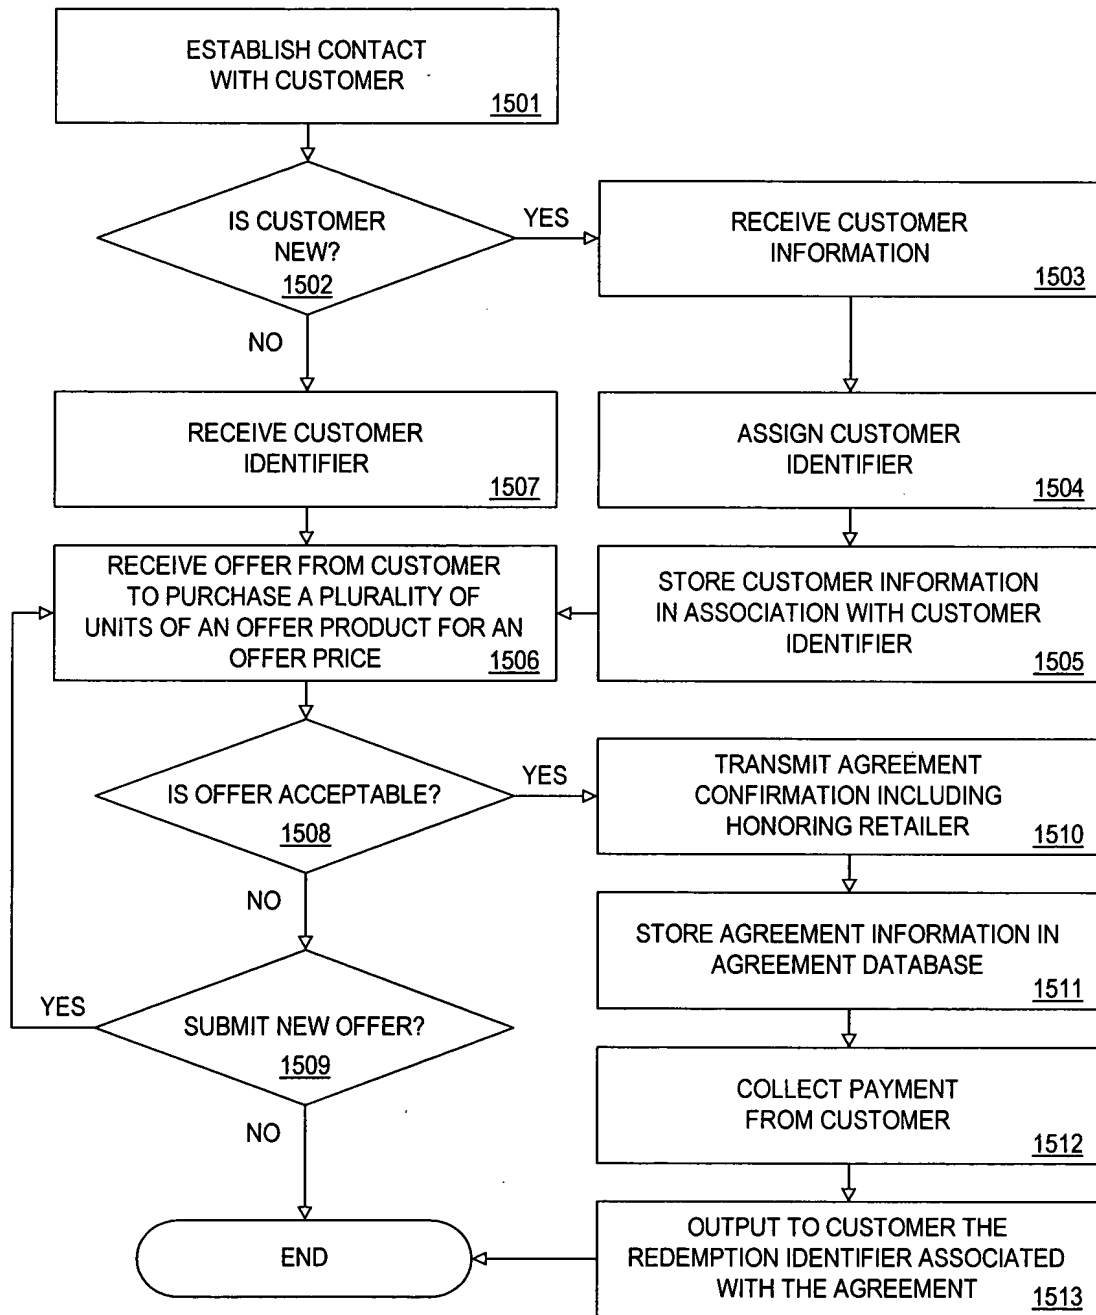 ESTABLISH CONTACT
WITH CUSTOMER
1501
IS CUSTOMER
NEW?
1502
YES
NO
RECEIVE CUSTOMER
INFORMATION
1503
RECEIVE CUSTOMER
IDENTIFIER
1507
ASSIGN CUSTOMER
IDENTIFIER
1504
RECEIVE OFFER FROM CUSTOMER
TO PURCHASE A PLURALITY OF
UNITS OF AN OFFER PRODUCT FOR AN
OFFER PRICE
1506
STORE CUSTOMER INFORMATION
IN ASSOCIATION WITH CUSTOMER
IDENTIFIER
1505
IS OFFER ACCEPTABLE?
1508
YES
NO
TRANSMIT AGREEMENT
CONFIRMATION INCLUDING
HONORING RETAILER
1510
STORE AGREEMENT INFORMATION IN
AGREEMENT DATABASE
1511
YES
SUBMIT NEW OFFER?
1509
NO
COLLECT PAYMENT
FROM CUSTOMER
1512
END
OUTPUT TO CUSTOMER THE
REDEMPTION IDENTIFIER ASSOCIATED
WITH THE AGREEMENT
1513